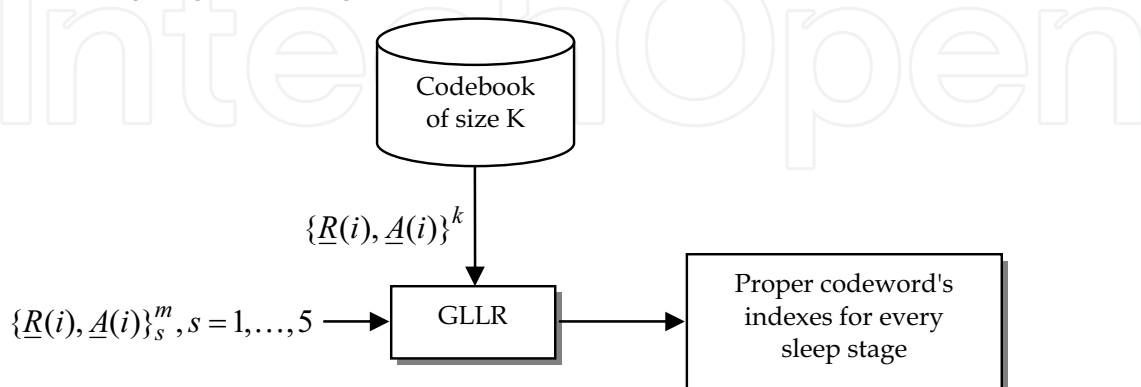 IntechOpen
Codebook
of size K
{R(i), A(i)}^k
{R(i), A(i)}_s^m, s = 1,…,5
GLLR
Proper codeword's
indexes for every
sleep stage